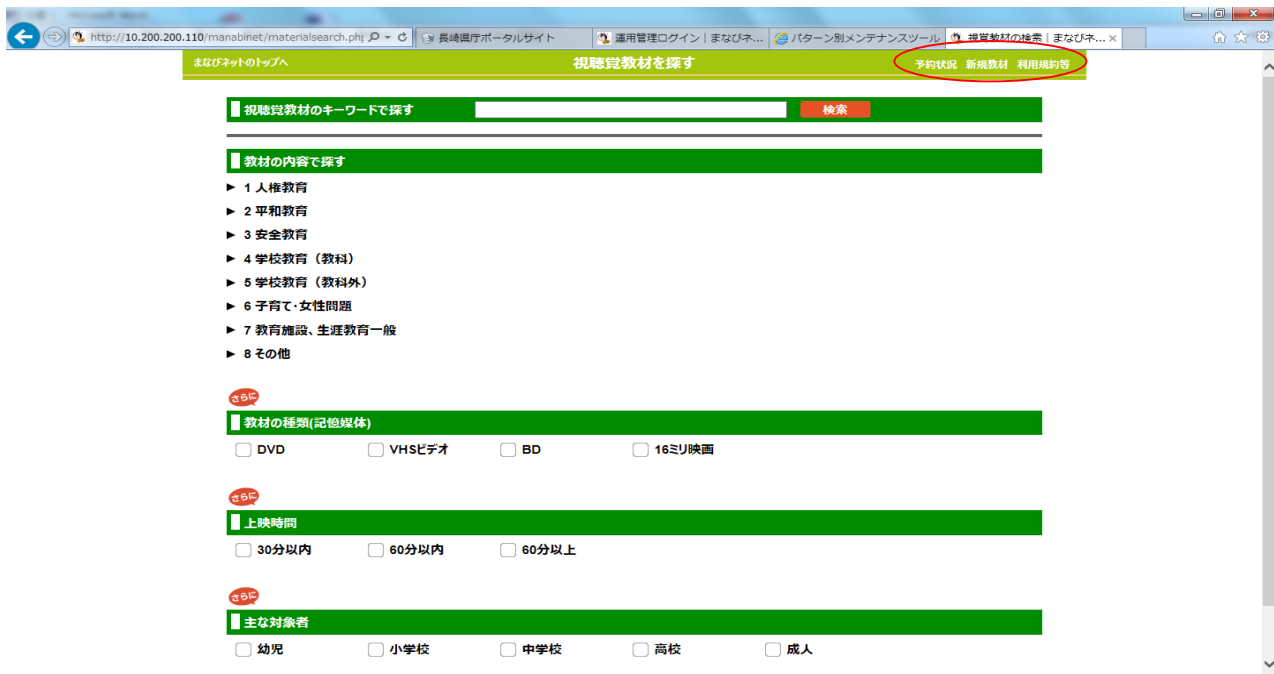 http://10.200.200.110/manabinet/materialsearch.ph
長崎県庁ポータルサイト
運用管理ログイン | まなびネ...
パターン別メンテナンスツール
視覚教材の検索 | まなびネ...
まなびネットのトップへ
視聴覚教材を探す
予約状況 新規教材 利用規約等
視聴覚教材のキーワードで探す
検索
教材の内容で探す
► 1 人権教育
► 2 平和教育
► 3 安全教育
► 4 学校教育（教科）
► 5 学校教育（教科外）
► 6 子育て・女性問題
► 7 教育施設、生涯教育一般
► 8 その他
さらに
教材の種類(記憶媒体)
DVD VHSビデオ BD 16ミリ映画
さらに
上映時間
30分以内 60分以内 60分以上
さらに
主な対象者
幼児 小学校 中学校 高校 成人